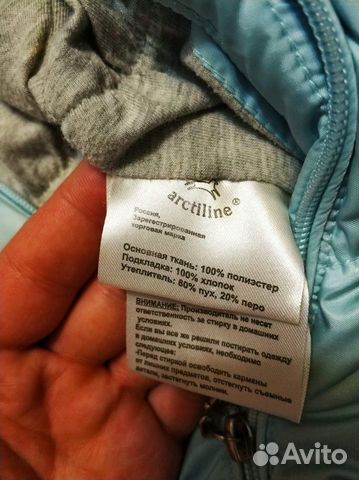 arctiline®
Россия,
Зарегестрированная
торговая марка
Основная ткань: 100% полиэстер
Подкладка: 100% хлопок
Утеплитель: 80% пух, 20% перо
ВНИМАНИЕ: Производитель не несет
ответственность за стирку в домашних
условиях.
Если вы все же решили постирать одежду
в домашних условиях, необходимо
следующее:
-Перед стиркой освободить карманы
от лишних предметов, отстегнуть съемные
детали, застегнуть молнии.
Avito